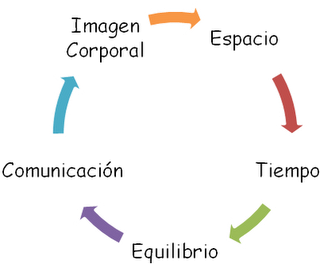 Imagen
Corporal
Espacio
Tiempo
Equilibrio
Comunicación